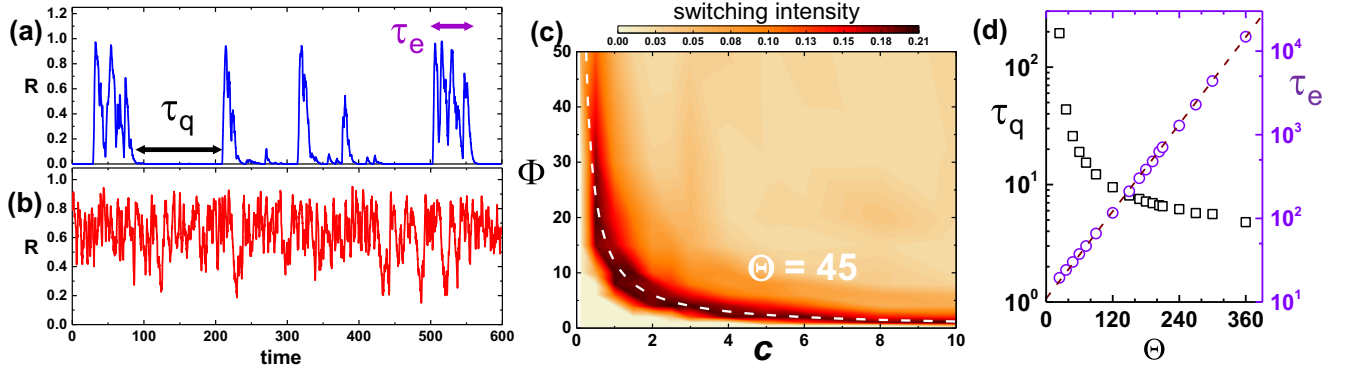 (a)
R
1.2
1.0
0.8
0.6
0.4
0.2
0.0
τq
τe
(b)
R
1.0
0.8
0.6
0.4
0.2
0.0
0 100 200 300 400 500 600
time
switching intensity
0.00 0.03 0.05 0.08 0.10 0.13 0.15 0.18 0.21
(c)
Φ
50
40
30
20
10
0
Θ = 45
0 2 4 6 8 10
c
(d)
τq
10²
10¹
10⁰
τe
10⁴
10³
10²
10¹
0 120 240 360
Θ